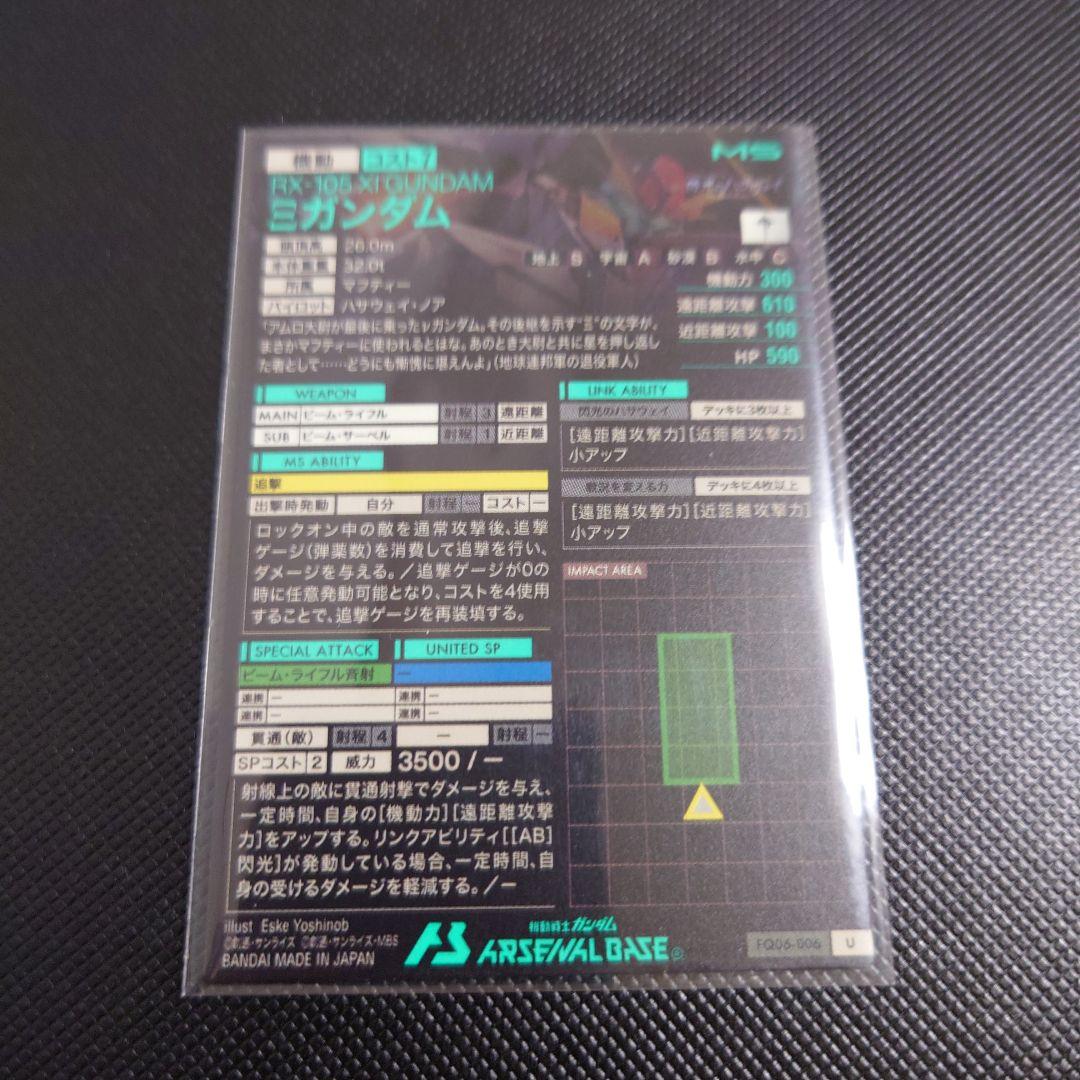 機動 コスト7 MS
RX-105 XI GUNDAM
Ξガンダム
頭頂高 26.0m
本体重量 32.0t
所属 マフティー
パイロット ハサウェイ・ノア
地上 S 宇宙 A 砂漠 B 水中 C
機動力 300
遠距離攻撃 610
近距離攻撃 100
HP 590
「アムロ大尉が最後に乗ったνガンダム。その後継を示す“Ξ”の文字が、
まさかマフティーに使われるとはな。あのとき大尉と共に星を押し返し
た者として……どうにも慚愧に堪えんよ」(地球連邦軍の退役軍人)
WEAPON
MAIN ビーム・ライフル 射程 3 遠距離
SUB ビーム・サーベル 射程 1 近距離
MS ABILITY
追撃
出撃時発動 自分 射程 ー コスト ー
ロックオン中の敵を通常攻撃後、追撃
ゲージ(弾薬数)を消費して追撃を行い、
ダメージを与える。/追撃ゲージが0の
時に任意発動可能となり、コストを4使用
することで、追撃ゲージを再装填する。
LINK ABILITY
閃光のハサウェイ デッキに3枚以上
[遠距離攻撃力][近距離攻撃力]
小アップ
戦況を変える力 デッキに4枚以上
[遠距離攻撃力][近距離攻撃力]
小アップ
IMPACT AREA
SPECIAL ATTACK UNITED SP
ビーム・ライフル斉射 ー
連携 ー 連携 ー
連携 ー 連携 ー
貫通(敵) 射程 4 ー 射程 ー
SPコスト 2 威力 3500 / ー
射線上の敵に貫通射撃でダメージを与え、
一定時間、自身の[機動力][遠距離攻撃
力]をアップする。リンクアビリティ[[AB]
閃光]が発動している場合、一定時間、自
身の受けるダメージを軽減する。/ー
illust Eske Yoshinob
©創通・サンライズ ©創通・サンライズ・MBS
BANDAI MADE IN JAPAN
機動戦士ガンダム
ARSENAL BASE
FQ06-006 U